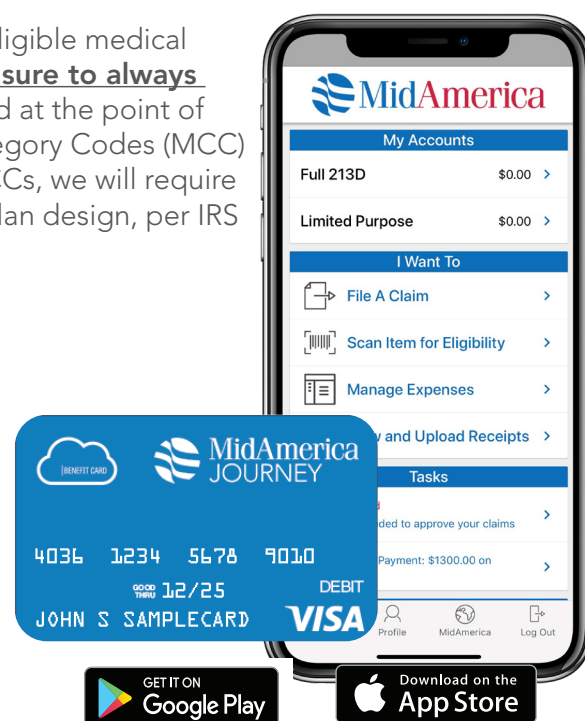 ligible medical
sure to always
d at the point of
egory Codes (MCC)
CCs, we will require
lan design, per IRS
MidAmerica
My Accounts
Full 213D $0.00
Limited Purpose $0.00
I Want To
File A Claim
Scan Item for Eligibility
Manage Expenses
and Upload Receipts
Tasks
ded to approve your claims
Payment: $1300.00 on
Profile MidAmerica Log Out
BENEFIT CARD
MidAmerica
JOURNEY
4036 1234 5678 9010
GOOD THRU 12/25
DEBIT
JOHN S SAMPLECARD
VISA
GET IT ON
Google Play
Download on the
App Store